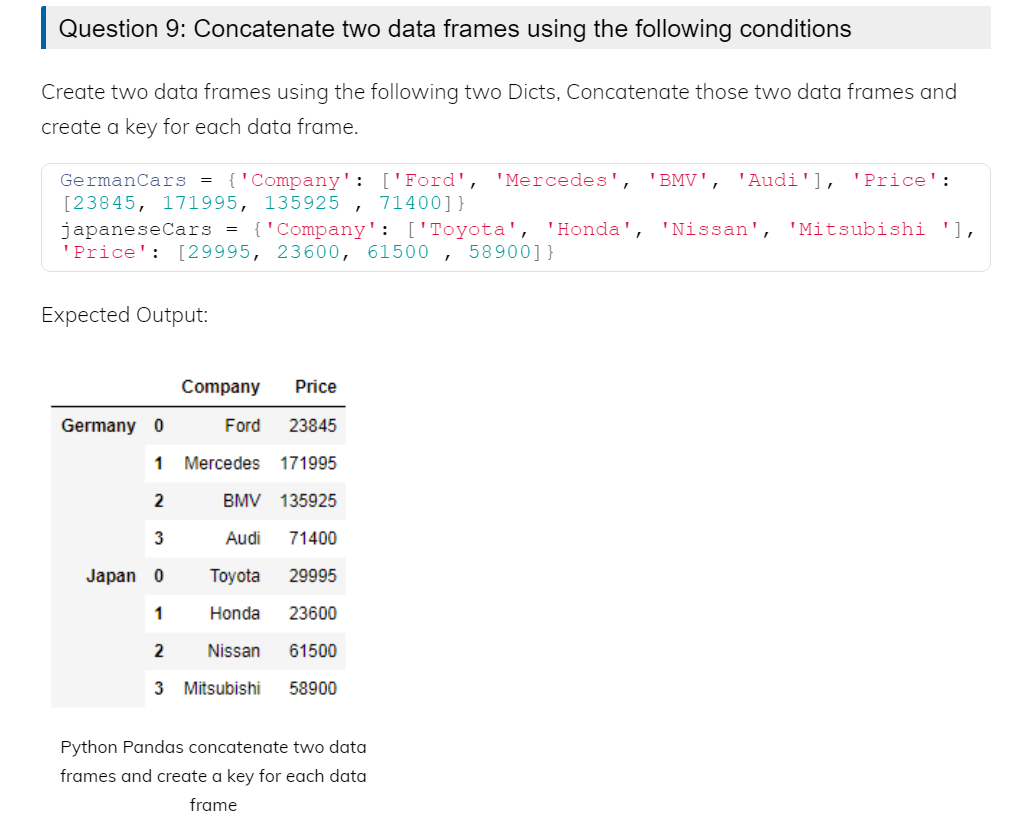 Question 9: Concatenate two data frames using the following conditions
Create two data frames using the following two Dicts, Concatenate those two data frames and
create a key for each data frame.
GermanCars = {'Company': ['Ford', 'Mercedes', 'BMV', 'Audi'], 'Price':
[23845, 171995, 135925 , 71400]}
japaneseCars = {'Company': ['Toyota', 'Honda', 'Nissan', 'Mitsubishi '],
'Price': [29995, 23600, 61500 , 58900]}
Expected Output:
Company Price
Germany 0 Ford 23845
1 Mercedes 171995
2 BMV 135925
3 Audi 71400
Japan 0 Toyota 29995
1 Honda 23600
2 Nissan 61500
3 Mitsubishi 58900
Python Pandas concatenate two data
frames and create a key for each data
frame